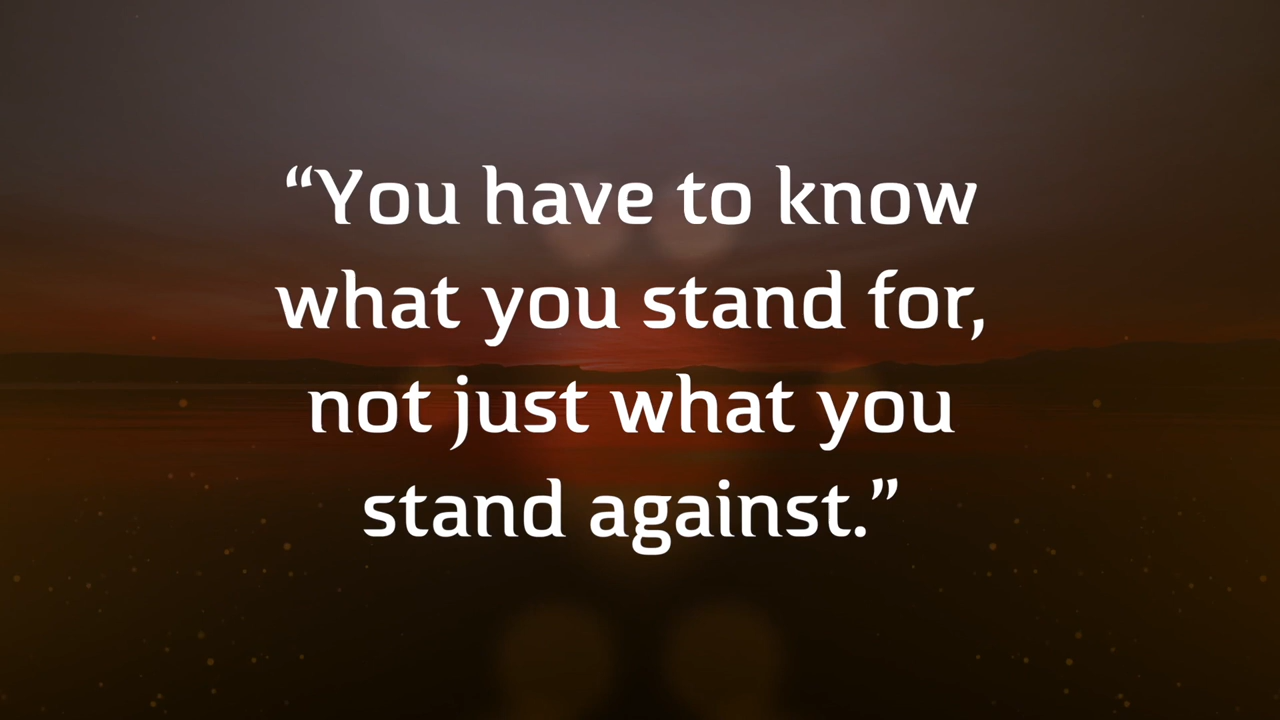 “You have to know
what you stand for,
not just what you
stand against.”